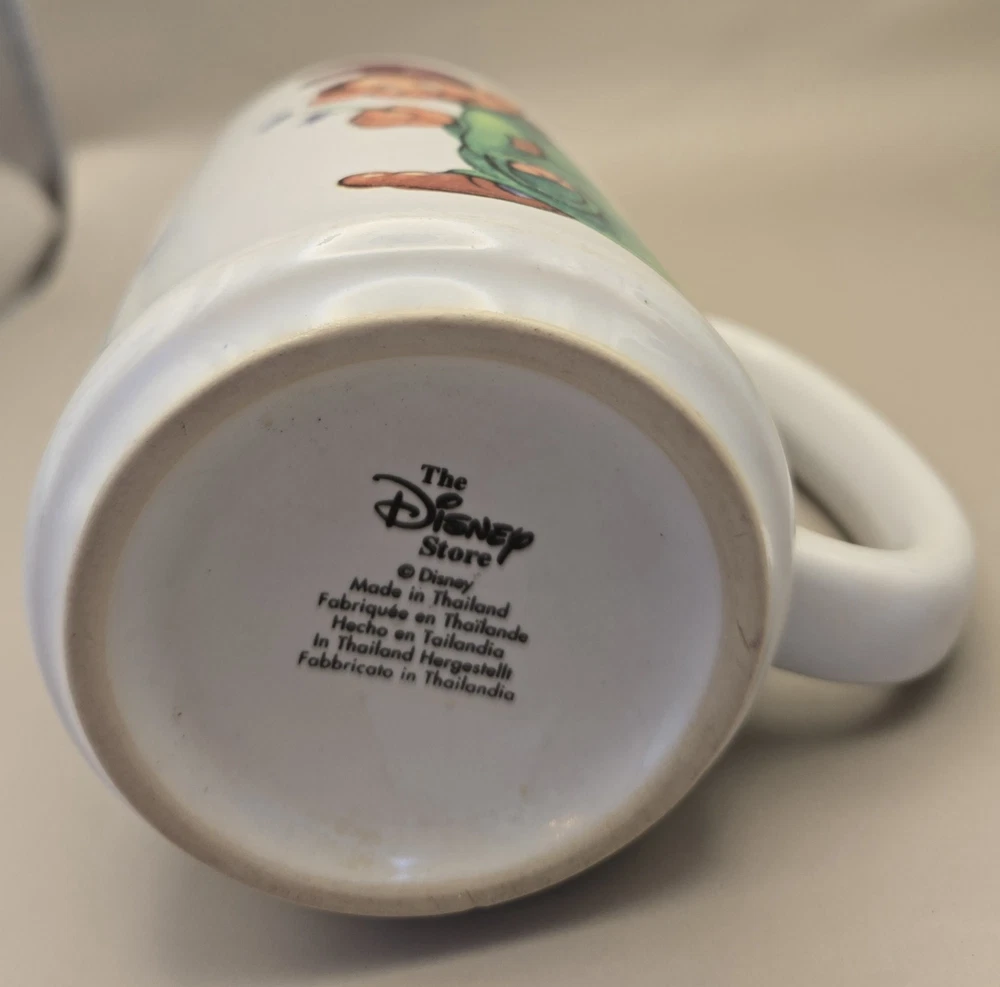 The
Disney
Store
© Disney
Made in Thailand
Fabriquée en Thaïlande
Hecho en Tailandia
In Thailand Hergestellt
Fabbricato in Thailandia